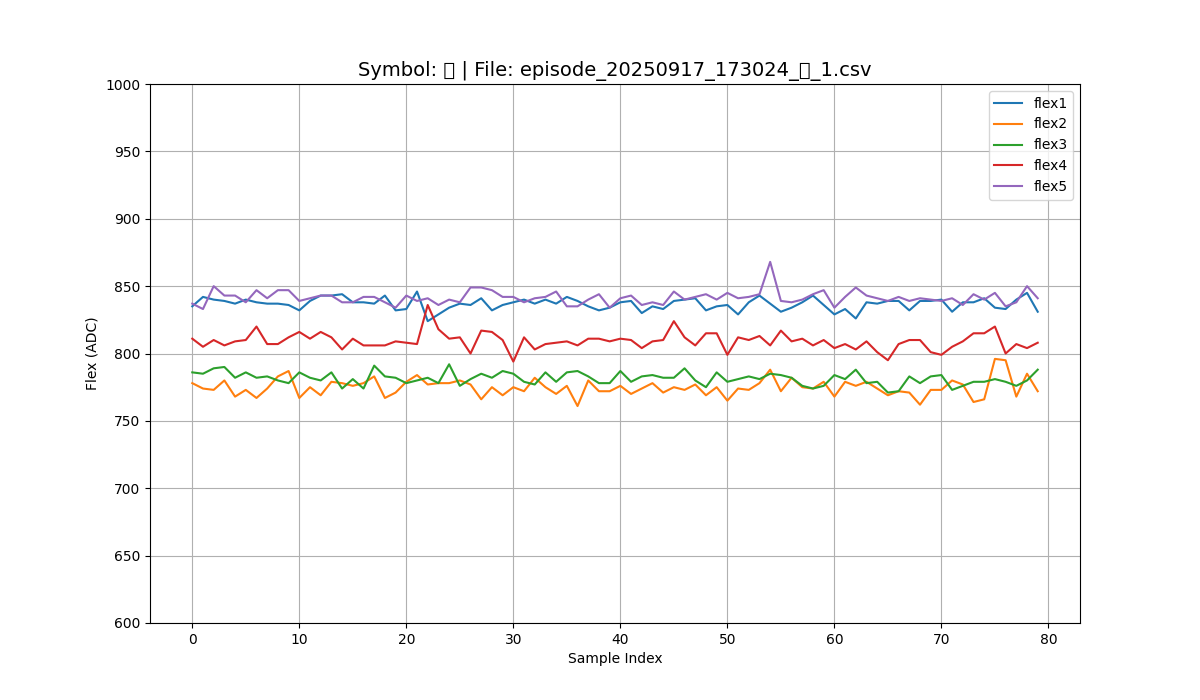 Symbol: ▯ | File: episode_20250917_173024_▯_1.csv
1000
950
900
850
800
750
700
650
600
Flex (ADC)
flex1
flex2
flex3
flex4
flex5
0 10 20 30 40 50 60 70 80
Sample Index